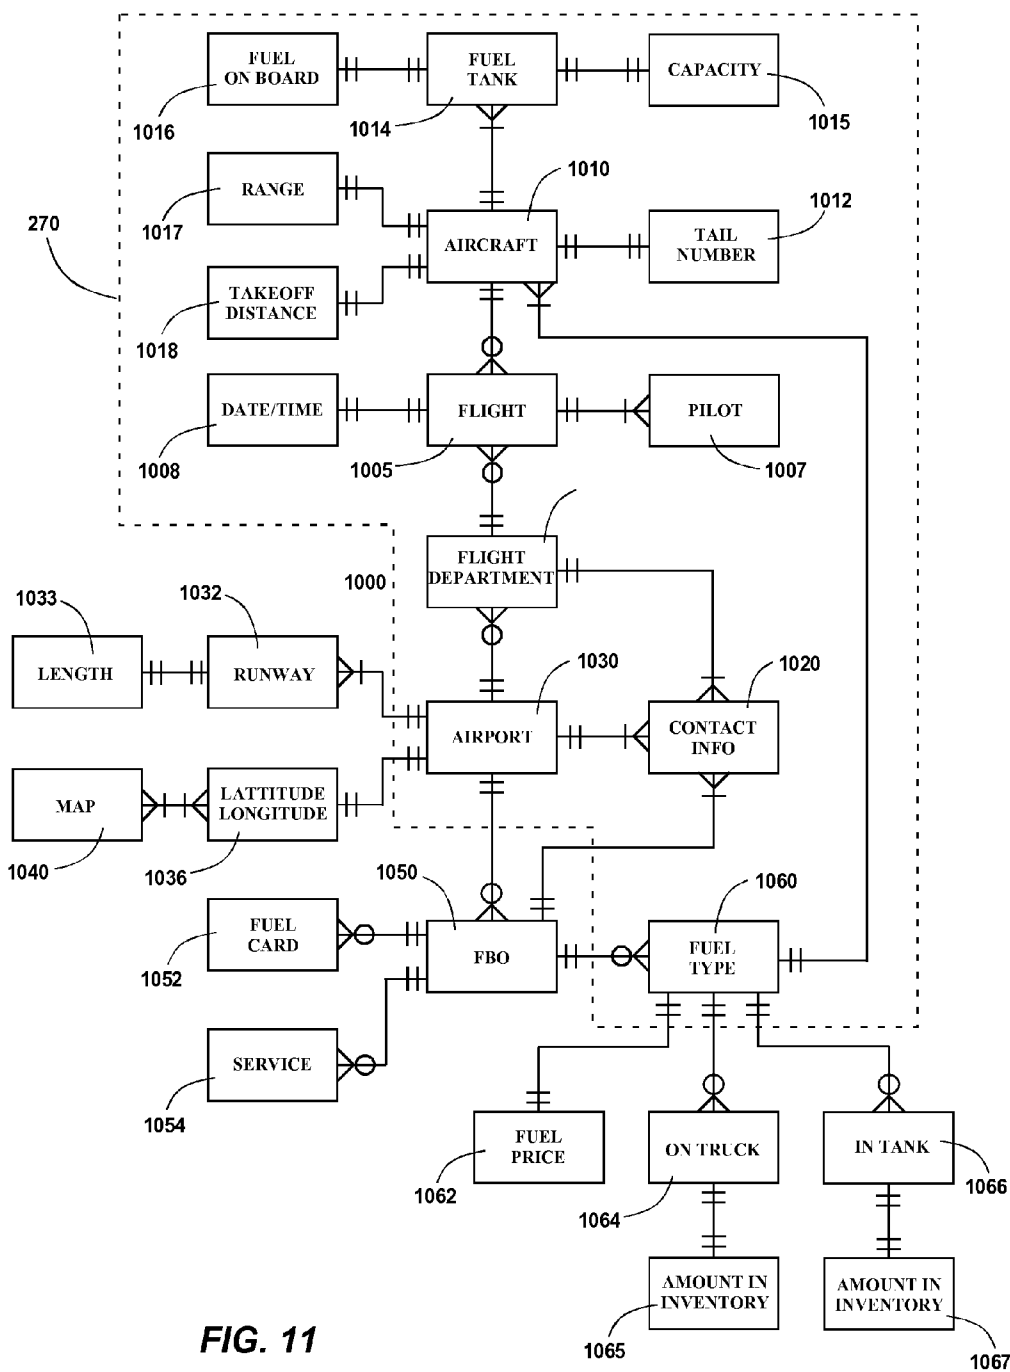 FUEL
ON BOARD
FUEL
TANK
CAPACITY
1016
1014
1015
RANGE
1010
1012
1017
270
AIRCRAFT
TAIL
NUMBER
TAKEOFF
DISTANCE
1018
DATE/TIME
FLIGHT
PILOT
1008
1005
1007
FLIGHT
DEPARTMENT
1000
1033
1032
LENGTH
RUNWAY
1030
1020
AIRPORT
CONTACT
INFO
MAP
LATTITUDE
LONGITUDE
1040
1036
1050
1060
FUEL
CARD
FBO
FUEL
TYPE
1052
SERVICE
1054
FUEL
PRICE
ON TRUCK
IN TANK
1062
1064
1066
AMOUNT IN
INVENTORY
AMOUNT IN
INVENTORY
1065
1067
FIG. 11